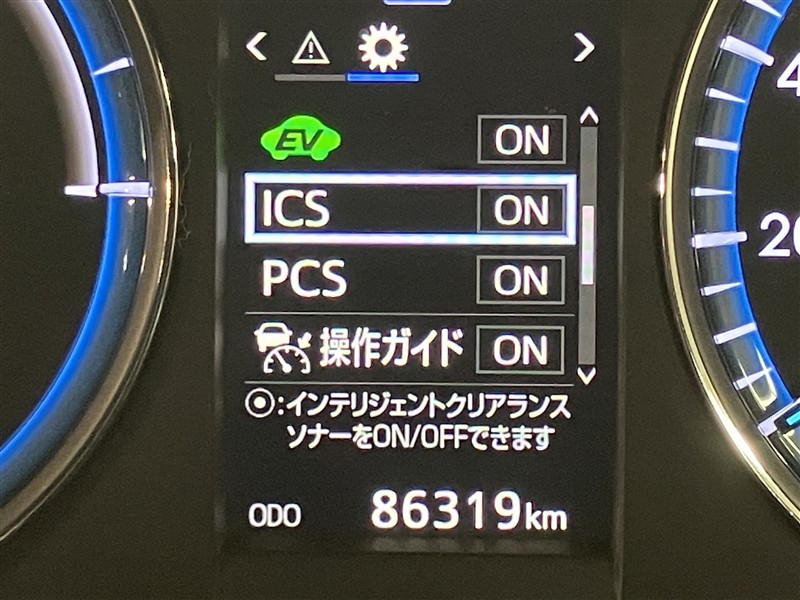 EV ON
ICS ON
PCS ON
操作ガイド ON
◉:インテリジェントクリアランス
ソナーをON/OFFできます
ODO 86319km
4
20